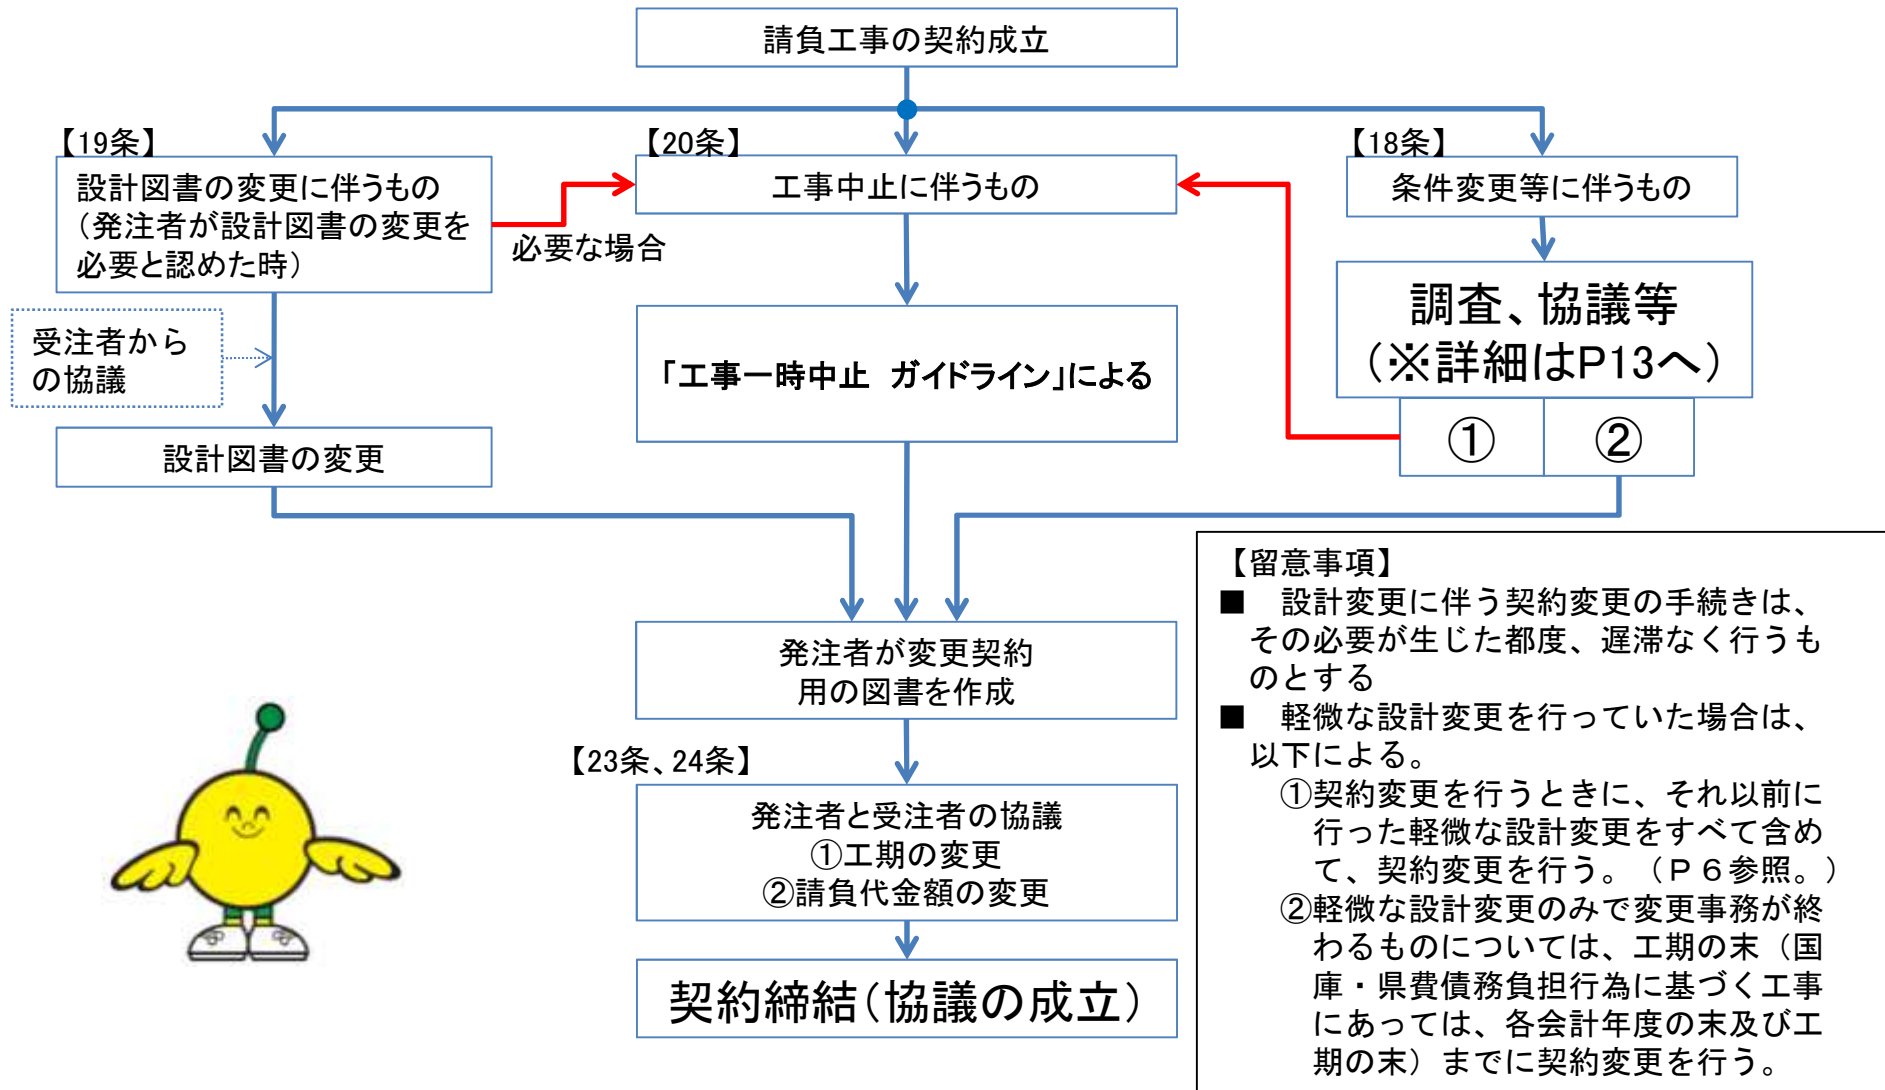 請負工事の契約成立
【19条】
設計図書の変更に伴うもの
（発注者が設計図書の変更を
必要と認めた時）
必要な場合
受注者から
の協議
設計図書の変更
【20条】
工事中止に伴うもの
「工事一時中止 ガイドライン」による
【18条】
条件変更等に伴うもの
調査、協議等
（※詳細はP13へ）
① ②
発注者が変更契約
用の図書を作成
【23条、24条】
発注者と受注者の協議
①工期の変更
②請負代金額の変更
契約締結（協議の成立）
【留意事項】
■ 設計変更に伴う契約変更の手続きは、
その必要が生じた都度、遅滞なく行うも
のとする
■ 軽微な設計変更を行っていた場合は、
以下による。
①契約変更を行うときに、それ以前に
行った軽微な設計変更をすべて含め
て、契約変更を行う。（Ｐ６参照。）
②軽微な設計変更のみで変更事務が終
わるものについては、工期の末（国
庫・県費債務負担行為に基づく工事
にあっては、各会計年度の末及び工
期の末）までに契約変更を行う。